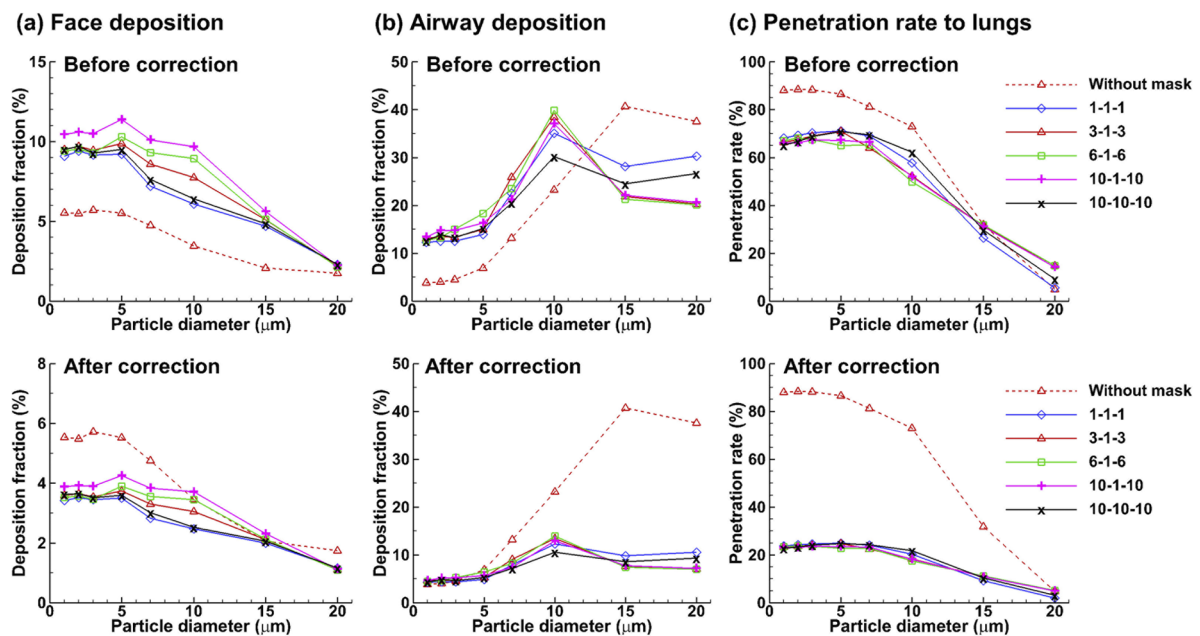 (a) Face deposition
(b) Airway deposition
(c) Penetration rate to lungs
Before correction
Deposition fraction (%)
15
10
5
0
0 5 10 15 20
Particle diameter (μm)
Before correction
Deposition fraction (%)
50
40
30
20
10
0
0 5 10 15 20
Particle diameter (μm)
Before correction
Penetration rate (%)
100
80
60
40
20
0
0 5 10 15 20
Particle diameter (μm)
Without mask
1-1-1
3-1-3
6-1-6
10-1-10
10-10-10
After correction
Deposition fraction (%)
8
6
4
2
0
0 5 10 15 20
Particle diameter (μm)
After correction
Deposition fraction (%)
50
40
30
20
10
0
0 5 10 15 20
Particle diameter (μm)
After correction
Penetration rate (%)
100
80
60
40
20
0
0 5 10 15 20
Particle diameter (μm)
Without mask
1-1-1
3-1-3
6-1-6
10-1-10
10-10-10